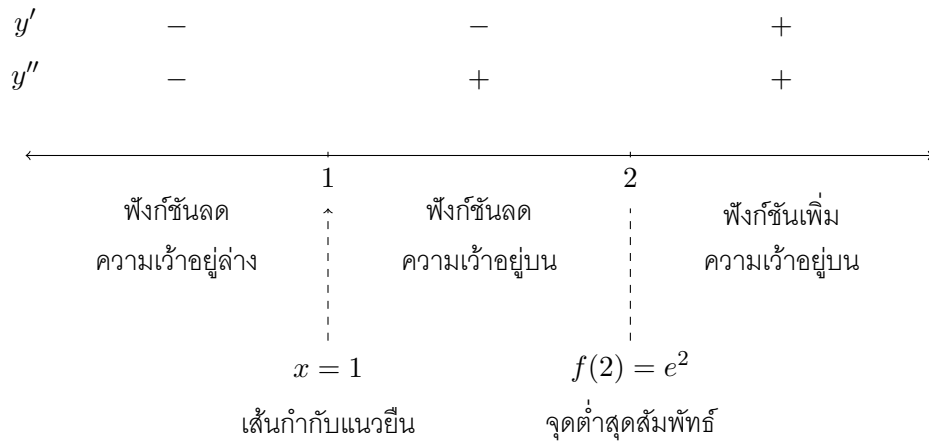 y′ − − +
y″ − + +
1 2
ฟังก์ชันลด ฟังก์ชันลด ฟังก์ชันเพิ่ม
ความเว้าอยู่ล่าง ความเว้าอยู่บน ความเว้าอยู่บน
x = 1 f(2) = e²
เส้นกำกับแนวยืน จุดต่ำสุดสัมพัทธ์